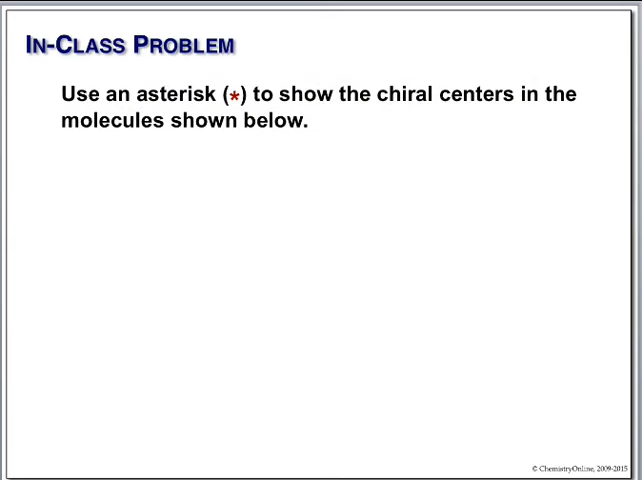 IN-CLASS PROBLEM
Use an asterisk (*) to show the chiral centers in the
molecules shown below.
© ChemistryOnline, 2009-2015